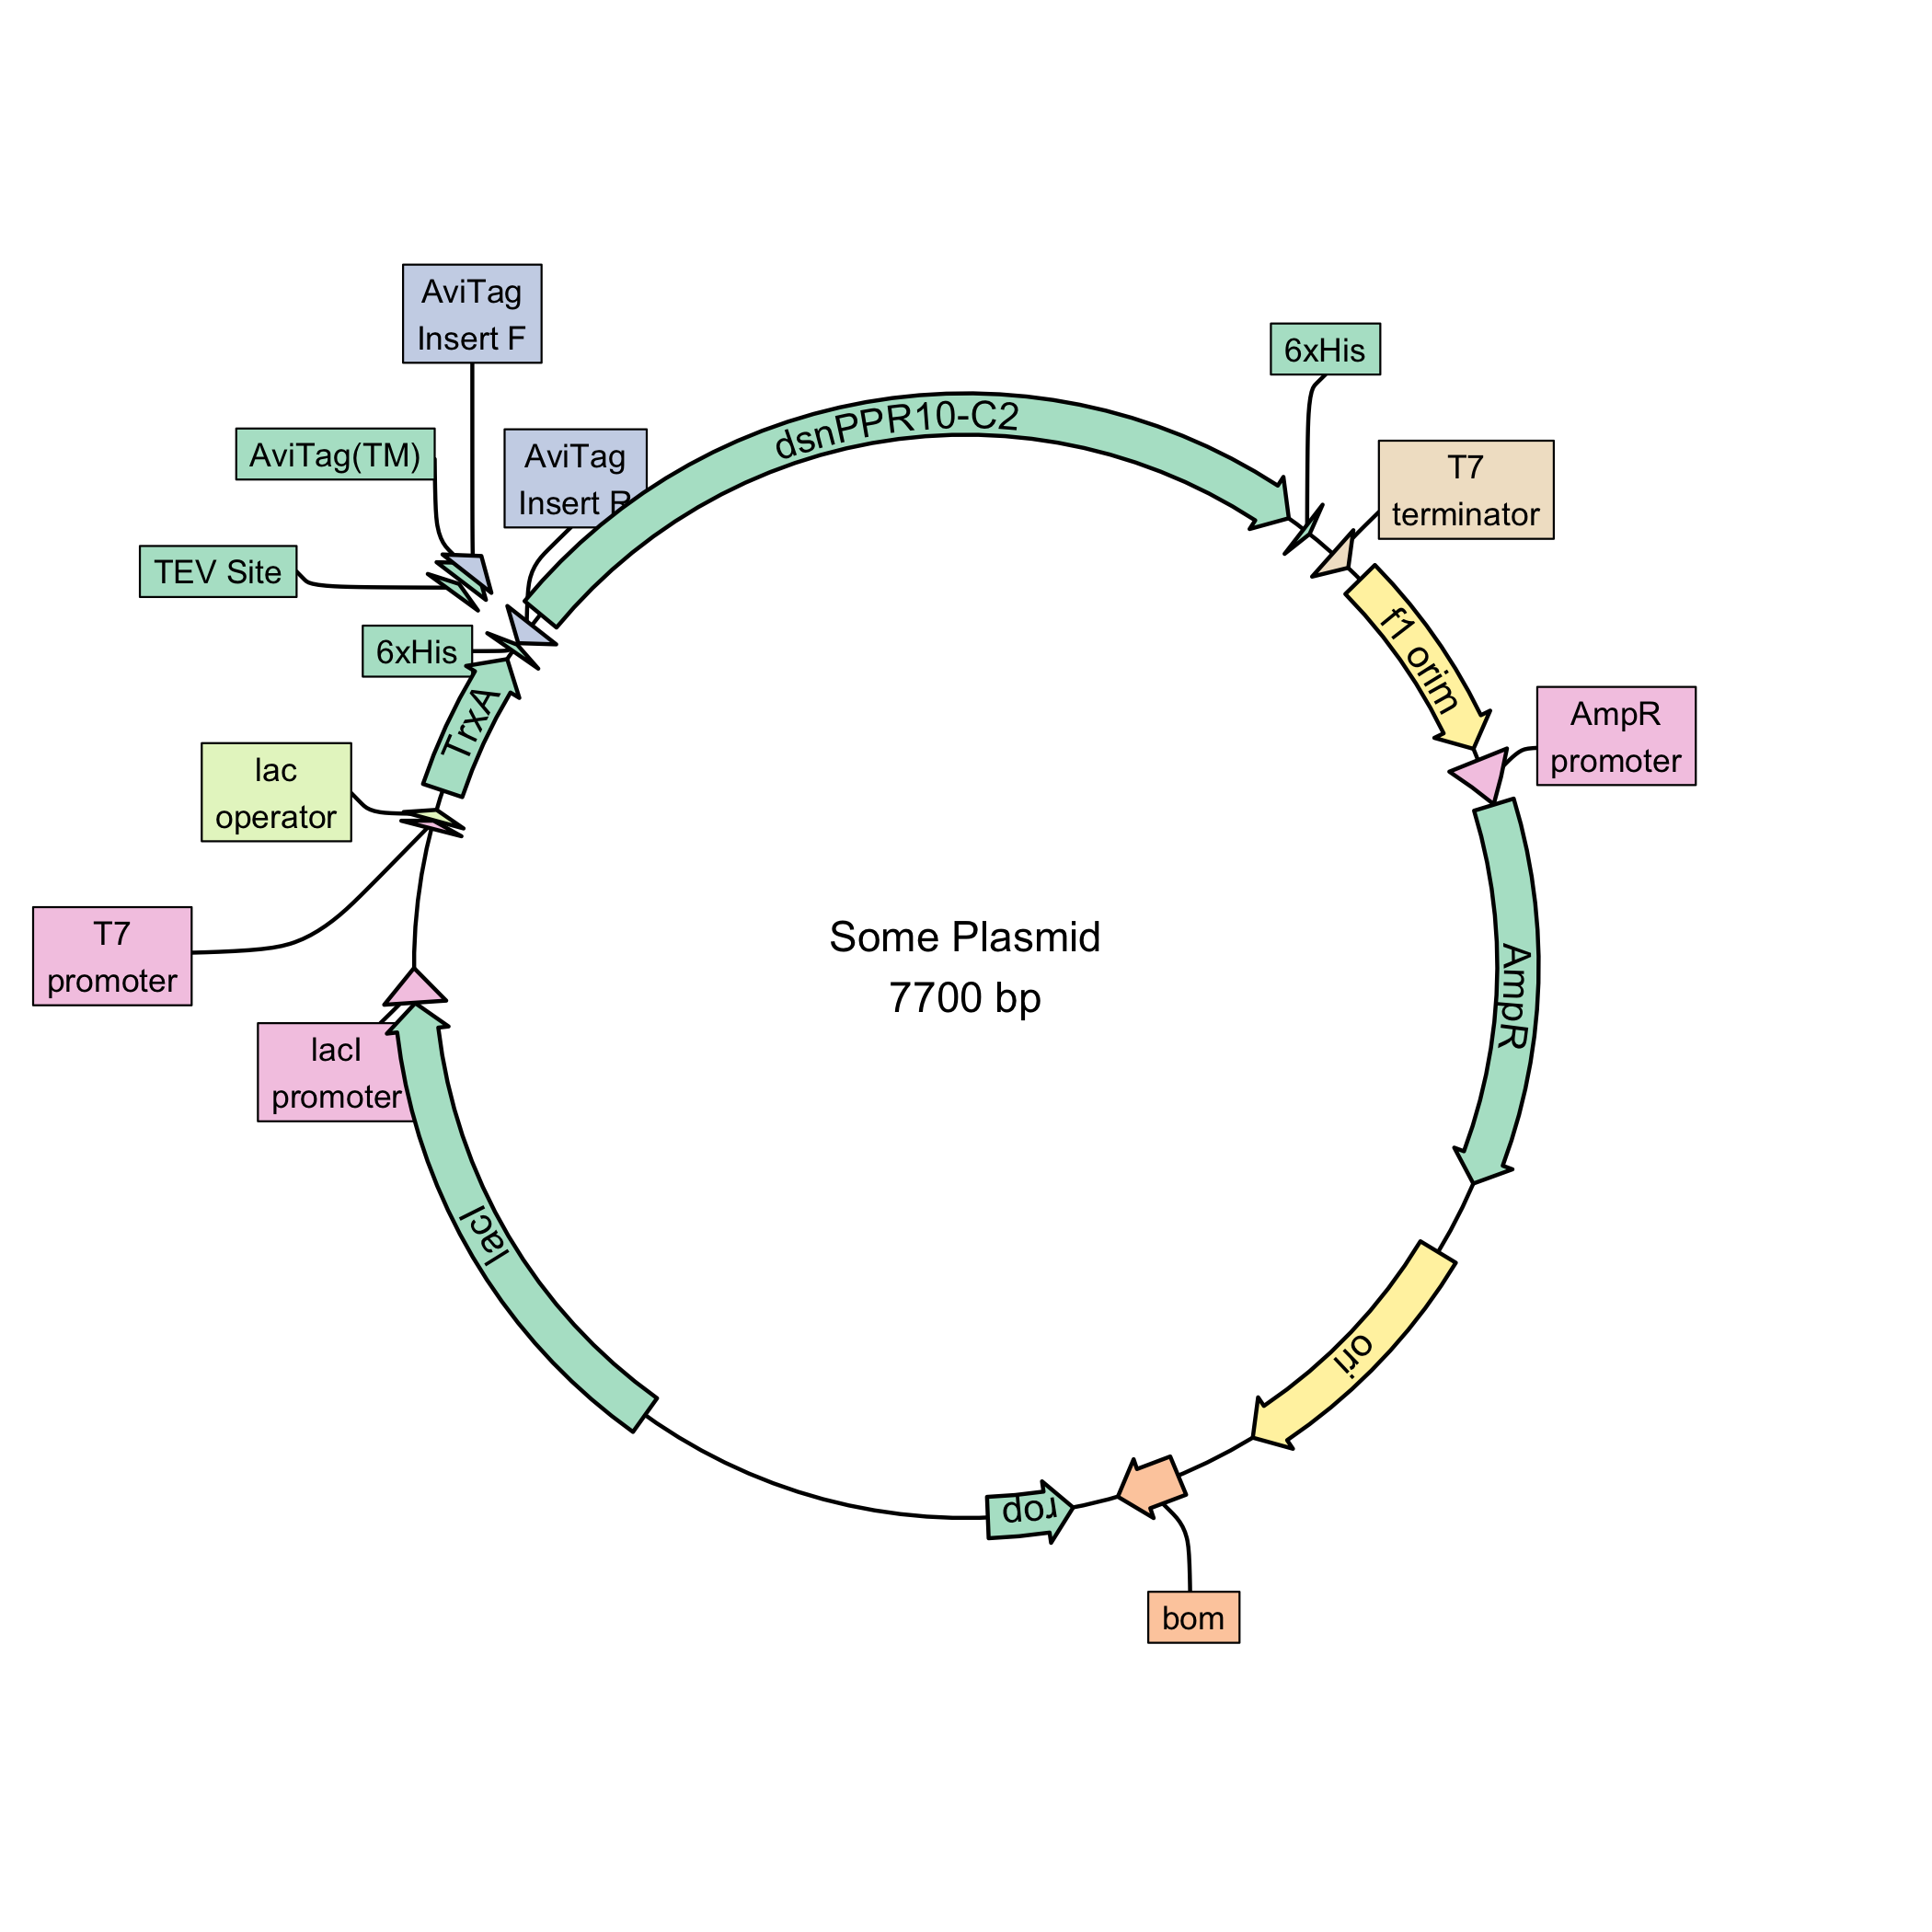 AviTag
Insert F
6xHis
AviTag(TM)
AviTag
Insert R
dsnPPR10-C2
T7
terminator
TEV Site
6xHis
f1 orim
TrxA
AmpR
promoter
lac
operator
T7
promoter
Some Plasmid
7700 bp
AmpR
lacI
promoter
lacI
ori
rop
bom